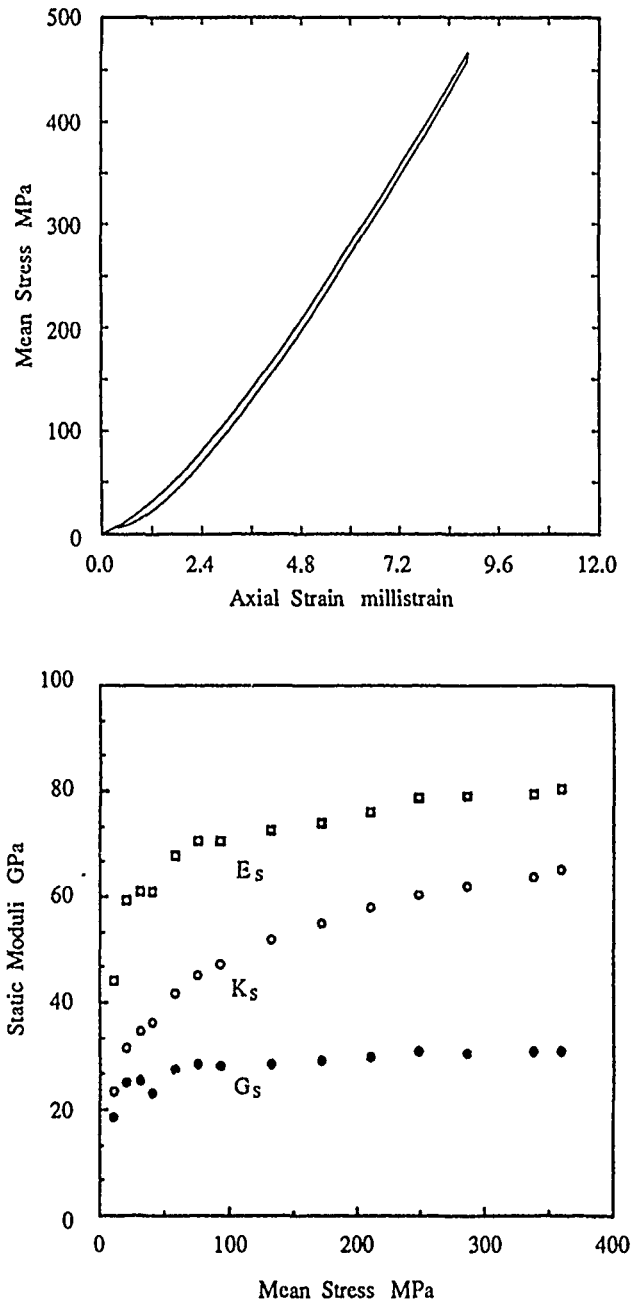 500
400
300
200
100
0
Mean Stress MPa
0.0 2.4 4.8 7.2 9.6 12.0
Axial Strain millistrain
100
80
60
40
20
0
Static Moduli GPa
Es
Ks
Gs
0 100 200 300 400
Mean Stress MPa